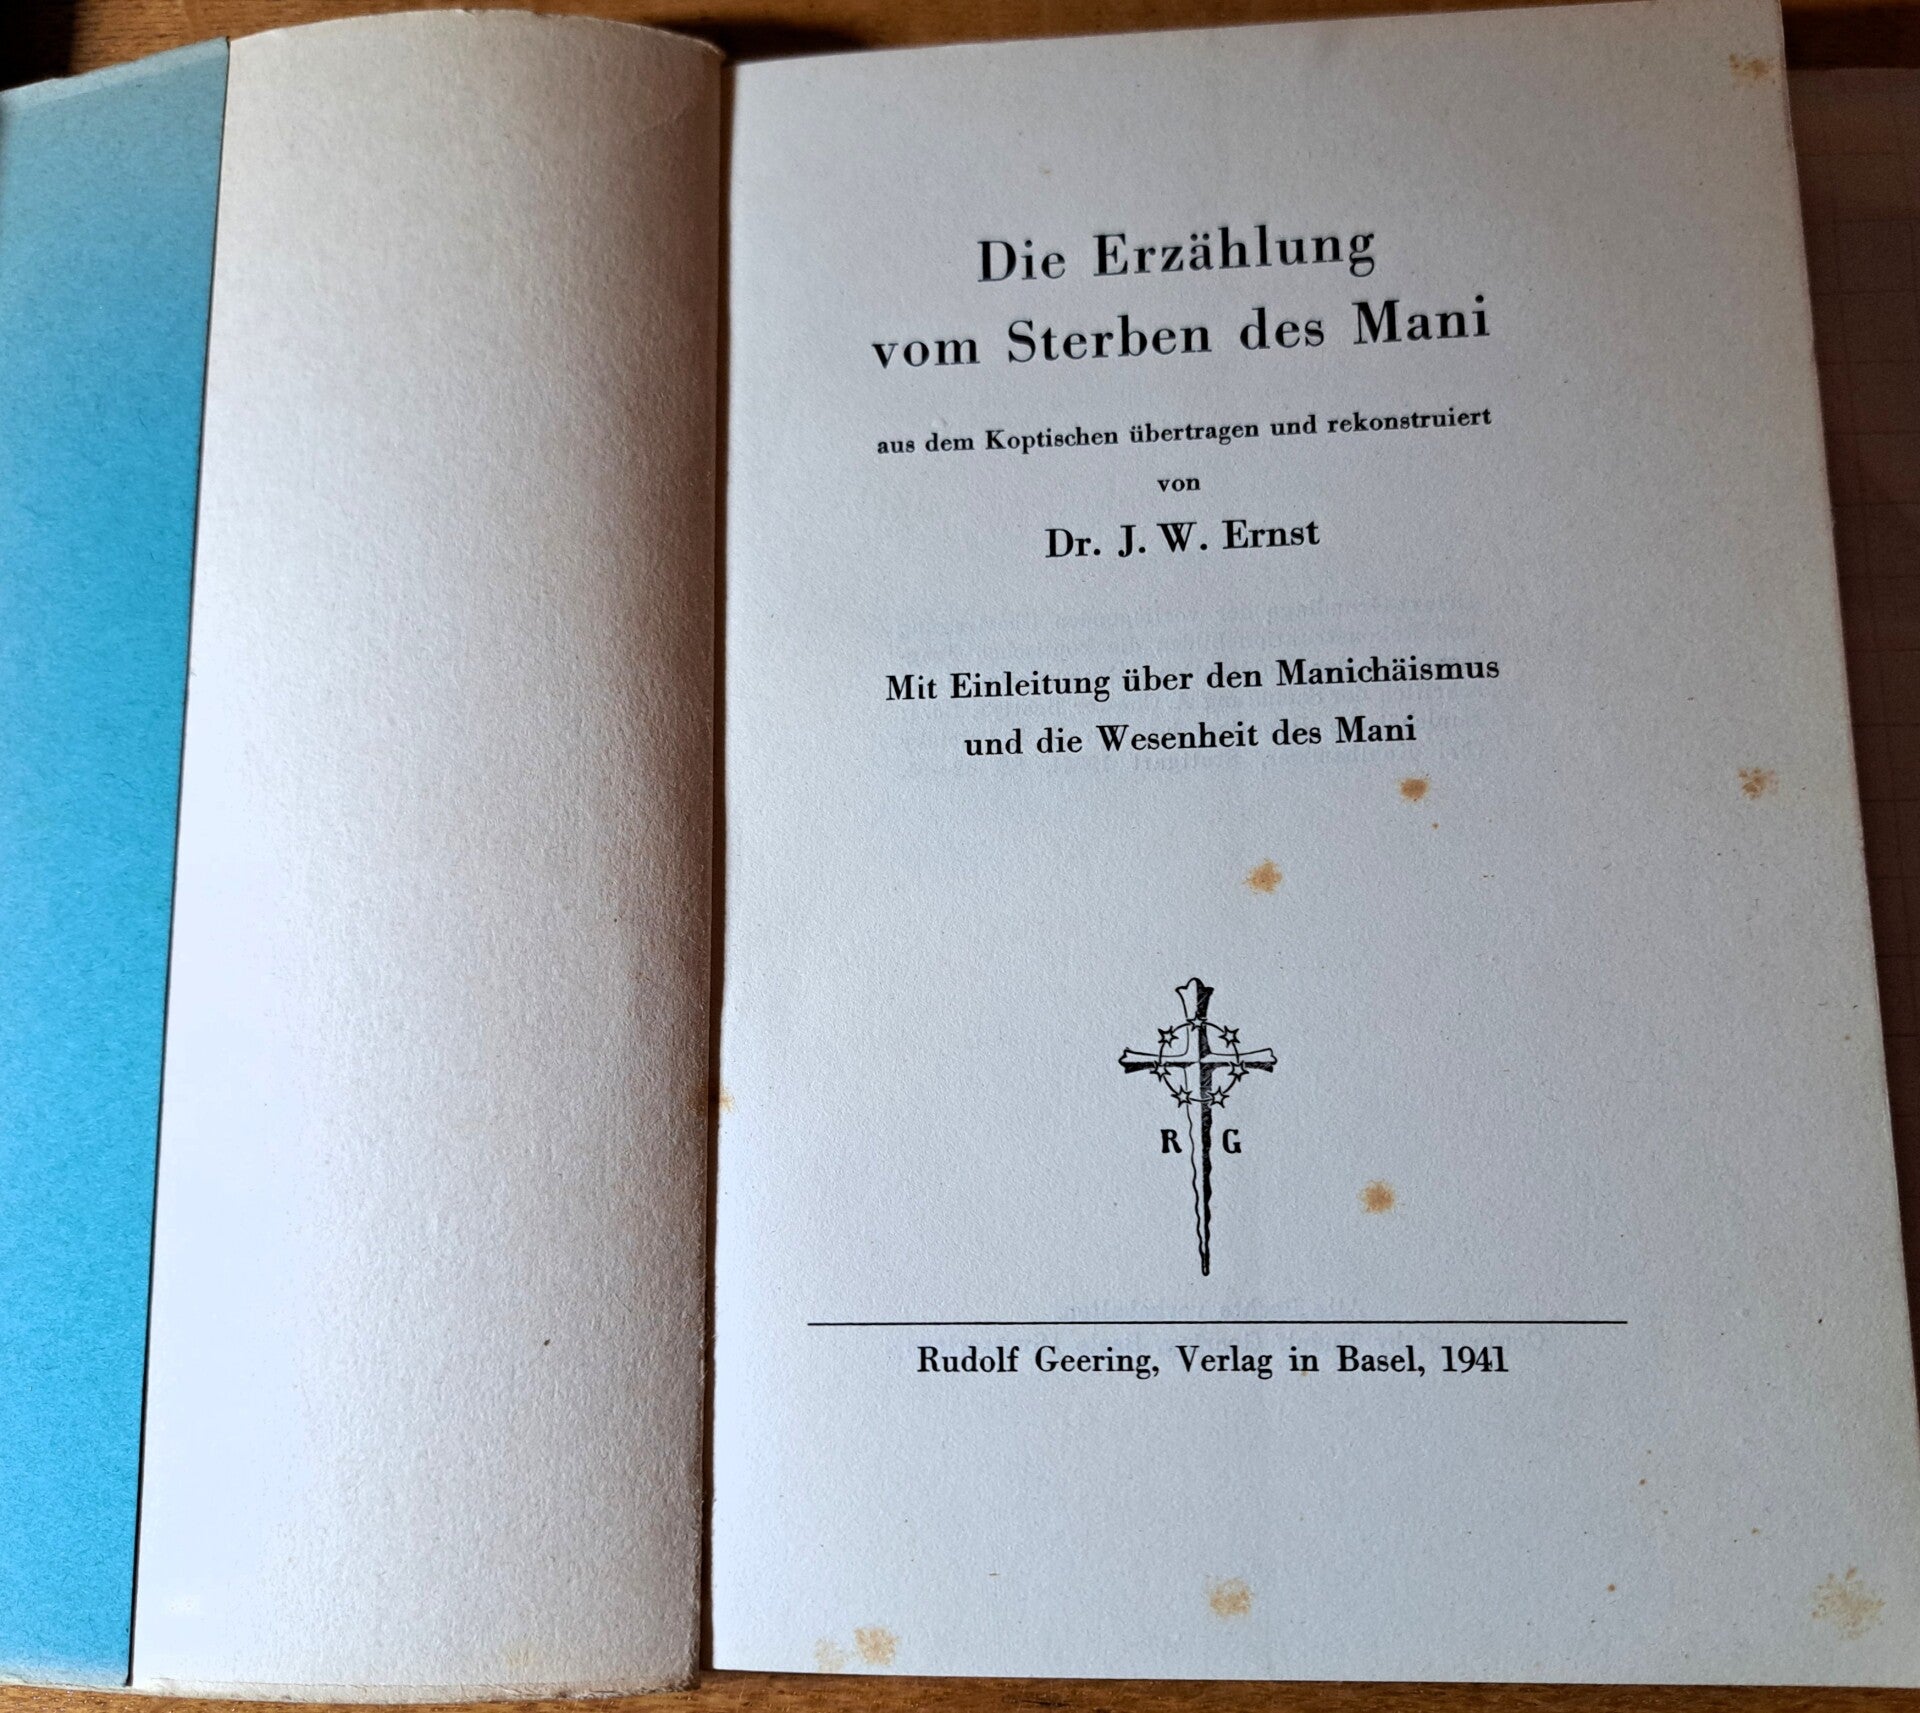 Die Erzählung
vom Sterben des Mani
aus dem Koptischen übertragen und rekonstruiert
von
Dr. J. W. Ernst
Mit Einleitung über den Manichäismus
und die Wesenheit des Mani
R G
Rudolf Geering, Verlag in Basel, 1941